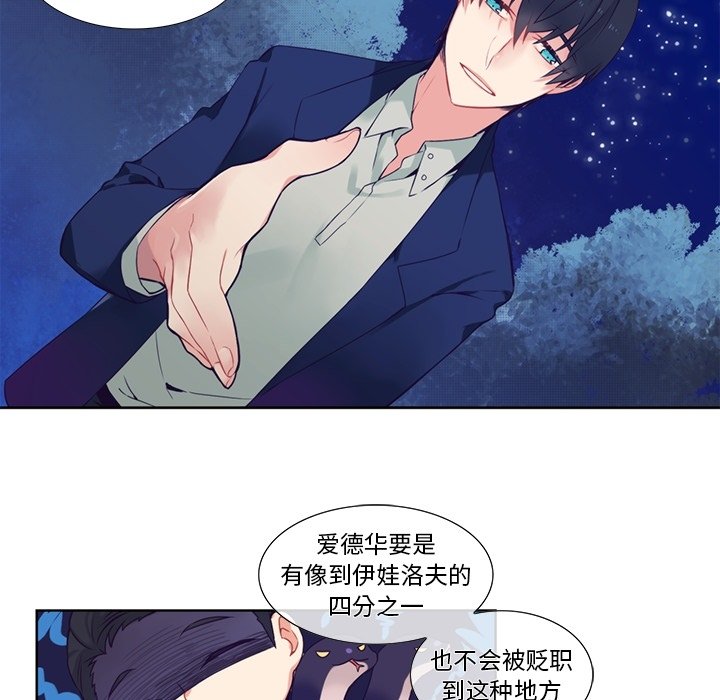 爱德华要是
有像到伊娃洛夫的
四分之一
也不会被贬职
到这种地方